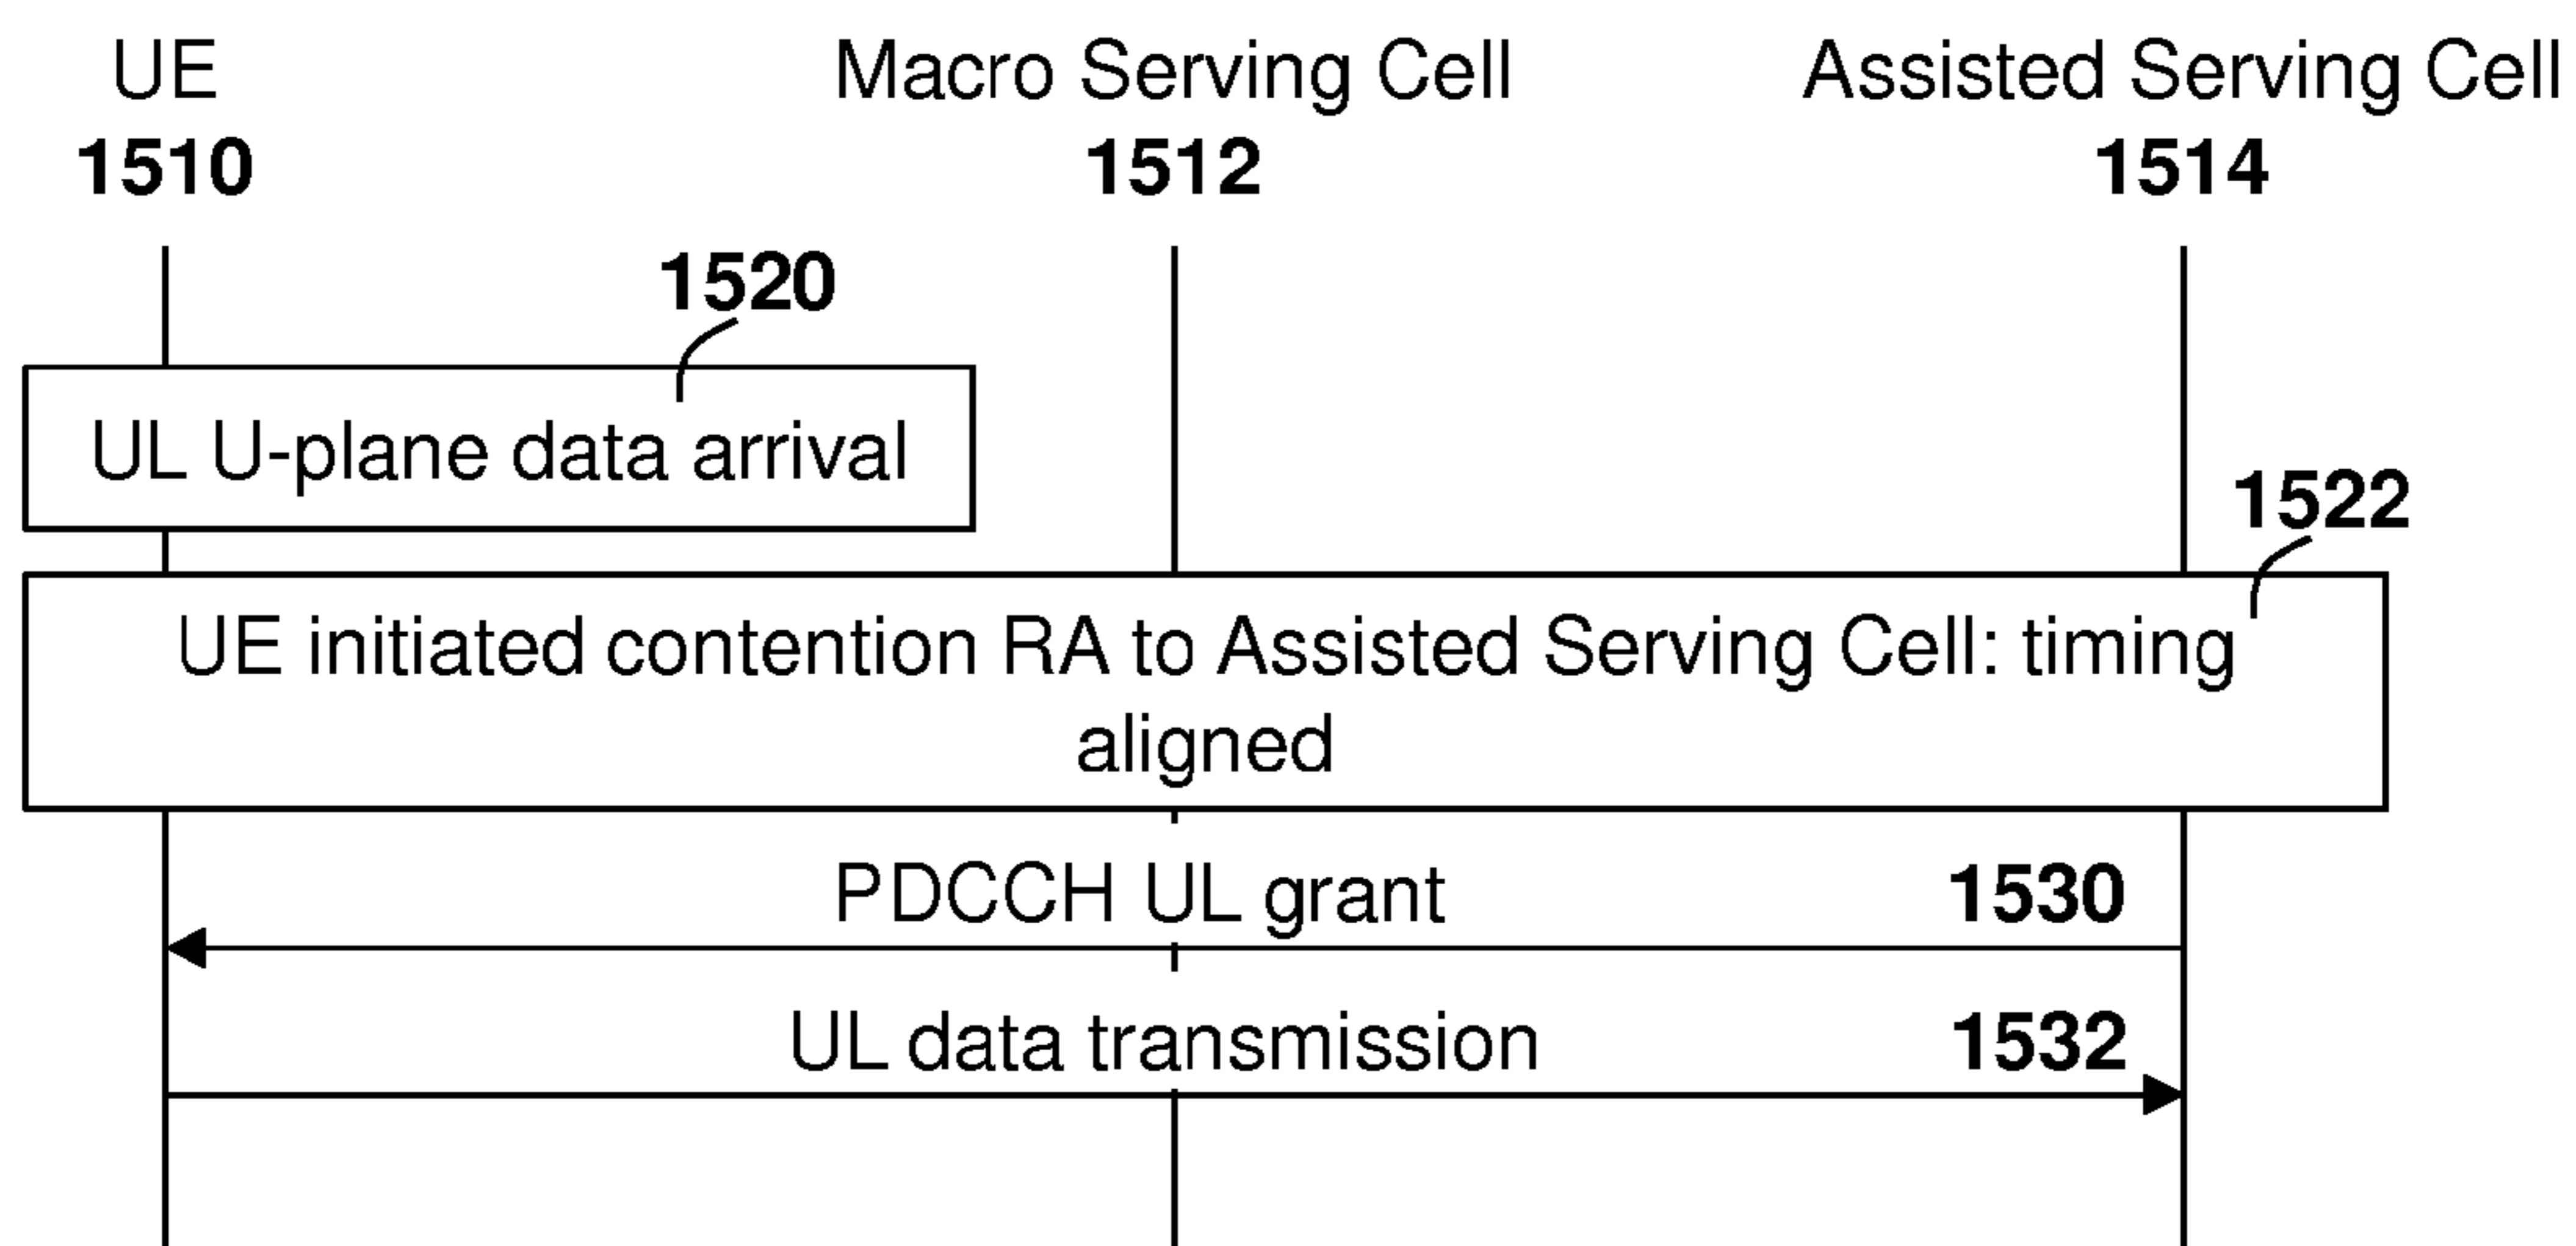 UE
Macro Serving Cell
Assisted Serving Cell
1510
1512
1514
1520
UL U-plane data arrival
1522
UE initiated contention RA to Assisted Serving Cell: timing
aligned
PDCCH UL grant
1530
UL data transmission
1532